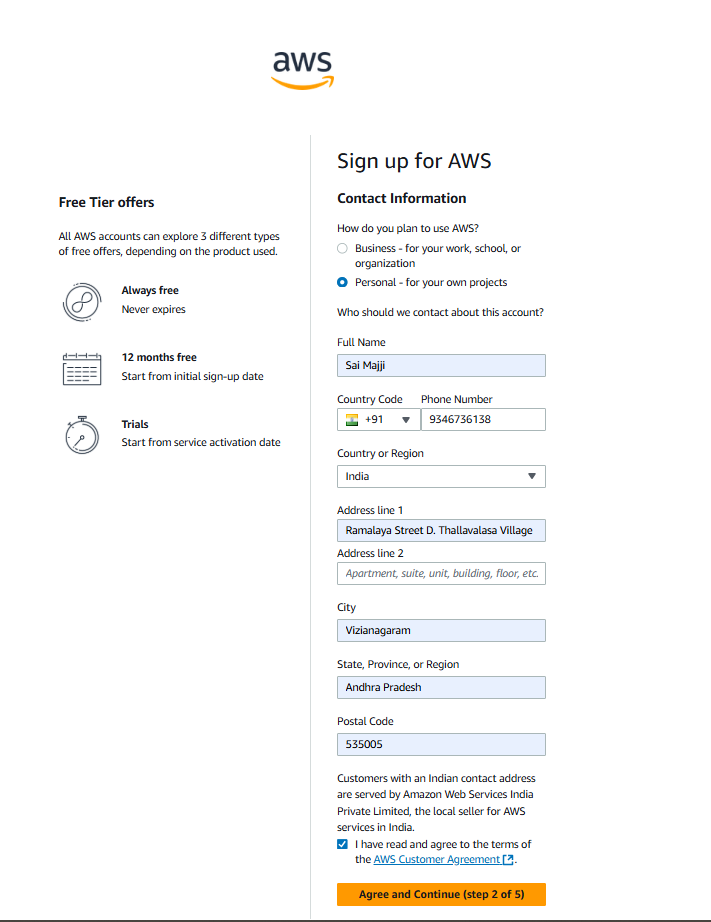 aws
Sign up for AWS
Free Tier offers
All AWS accounts can explore 3 different types
of free offers, depending on the product used.
Always free
Never expires
12 months free
Start from initial sign-up date
Trials
Start from service activation date
Contact Information
How do you plan to use AWS?
Business - for your work, school, or
organization
Personal - for your own projects
Who should we contact about this account?
Full Name
Sai Majji
Country Code Phone Number
+91 9346736138
Country or Region
India
Address line 1
Ramalaya Street D. Thallavalasa Village
Address line 2
Apartment, suite, unit, building, floor, etc.
City
Vizianagaram
State, Province, or Region
Andhra Pradesh
Postal Code
535005
Customers with an Indian contact address
are served by Amazon Web Services India
Private Limited, the local seller for AWS
services in India.
I have read and agree to the terms of
the AWS Customer Agreement.
Agree and Continue (step 2 of 5)